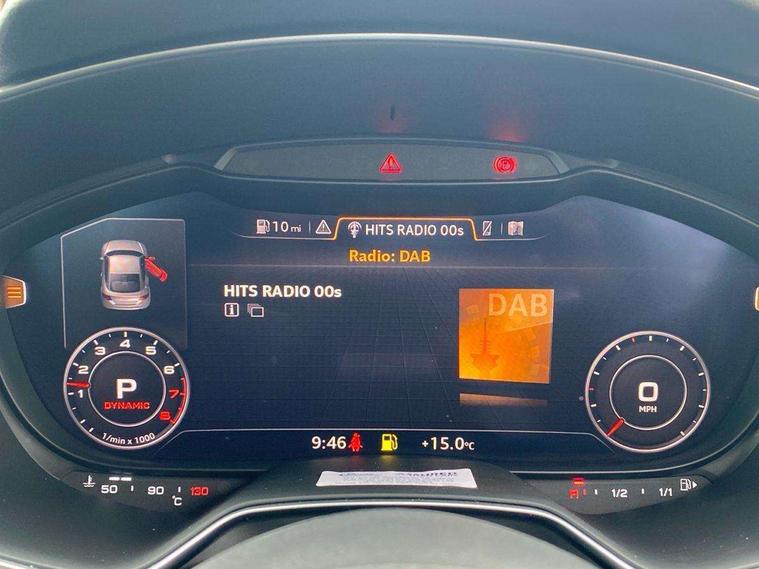 10 mi HITS RADIO 00s
Radio: DAB
HITS RADIO 00s
i
DAB
1 2 3 4 5 6 7 8
P
DYNAMIC
1/min x 1000
0
MPH
9:46 +15.0°C
50 90 130
°C
R 1/2 1/1